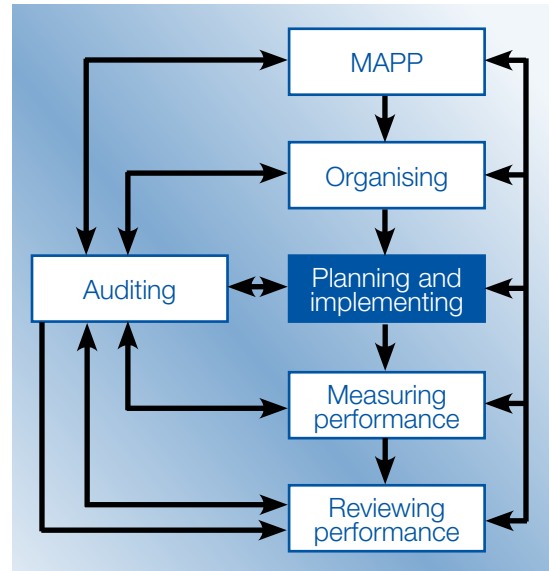 MAPP
Organising
Auditing
Planning and
implementing
Measuring
performance
Reviewing
performance